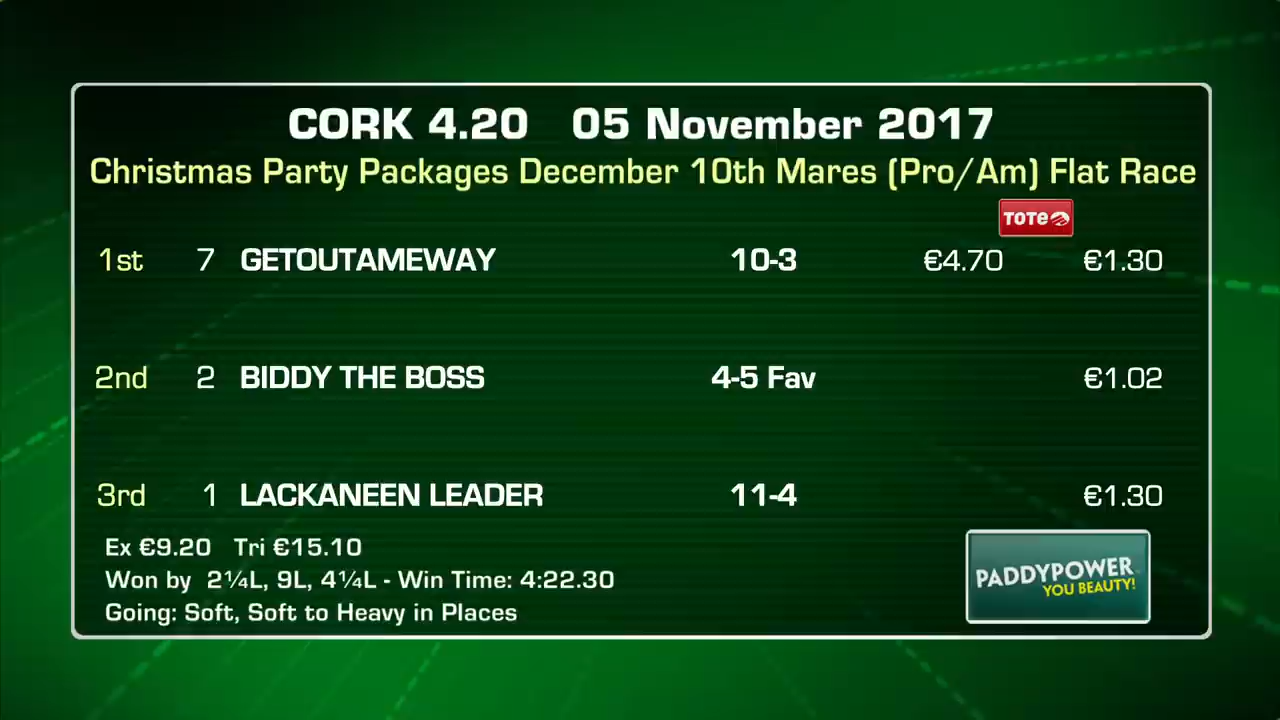 CORK 4.20 05 November 2017
Christmas Party Packages December 10th Mares (Pro/Am) Flat Race
TOTE
1st 7 GETOUTAMEWAY 10-3 €4.70 €1.30
2nd 2 BIDDY THE BOSS 4-5 Fav €1.02
3rd 1 LACKANEEN LEADER 11-4 €1.30
Ex €9.20 Tri €15.10
Won by 2¼L, 9L, 4¼L - Win Time: 4:22.30
Going: Soft, Soft to Heavy in Places
PADDYPOWER
YOU BEAUTY!